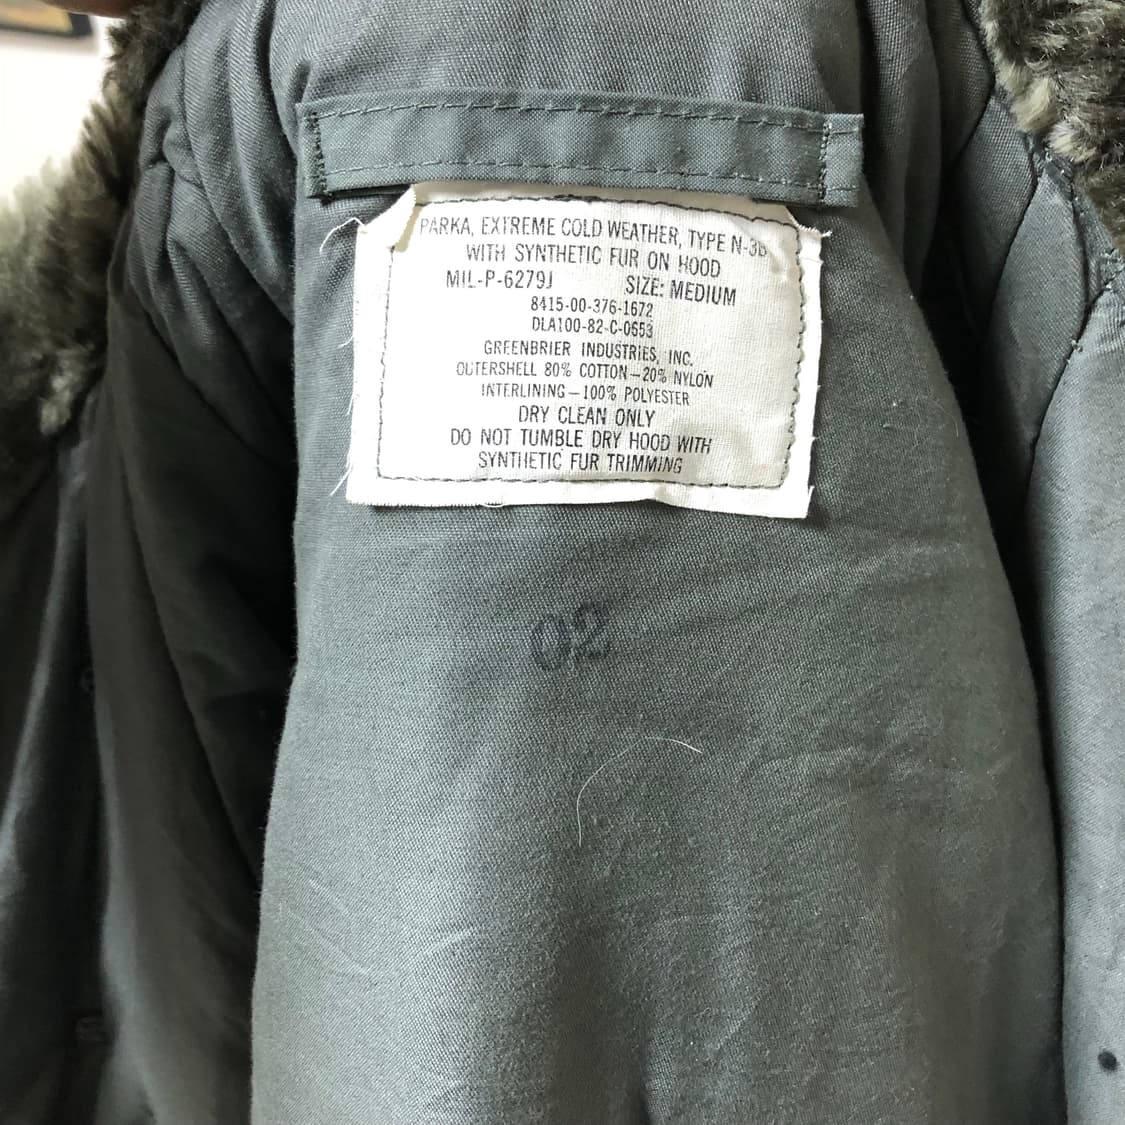 PARKA, EXTREME COLD WEATHER, TYPE N-3B
WITH SYNTHETIC FUR ON HOOD
MIL-P-6279J SIZE: MEDIUM
8415-00-376-1672
DLA100-82-C-0653
GREENBRIER INDUSTRIES, INC.
OUTERSHELL 80% COTTON-20% NYLON
INTERLINING-100% POLYESTER
DRY CLEAN ONLY
DO NOT TUMBLE DRY HOOD WITH
SYNTHETIC FUR TRIMMING
02